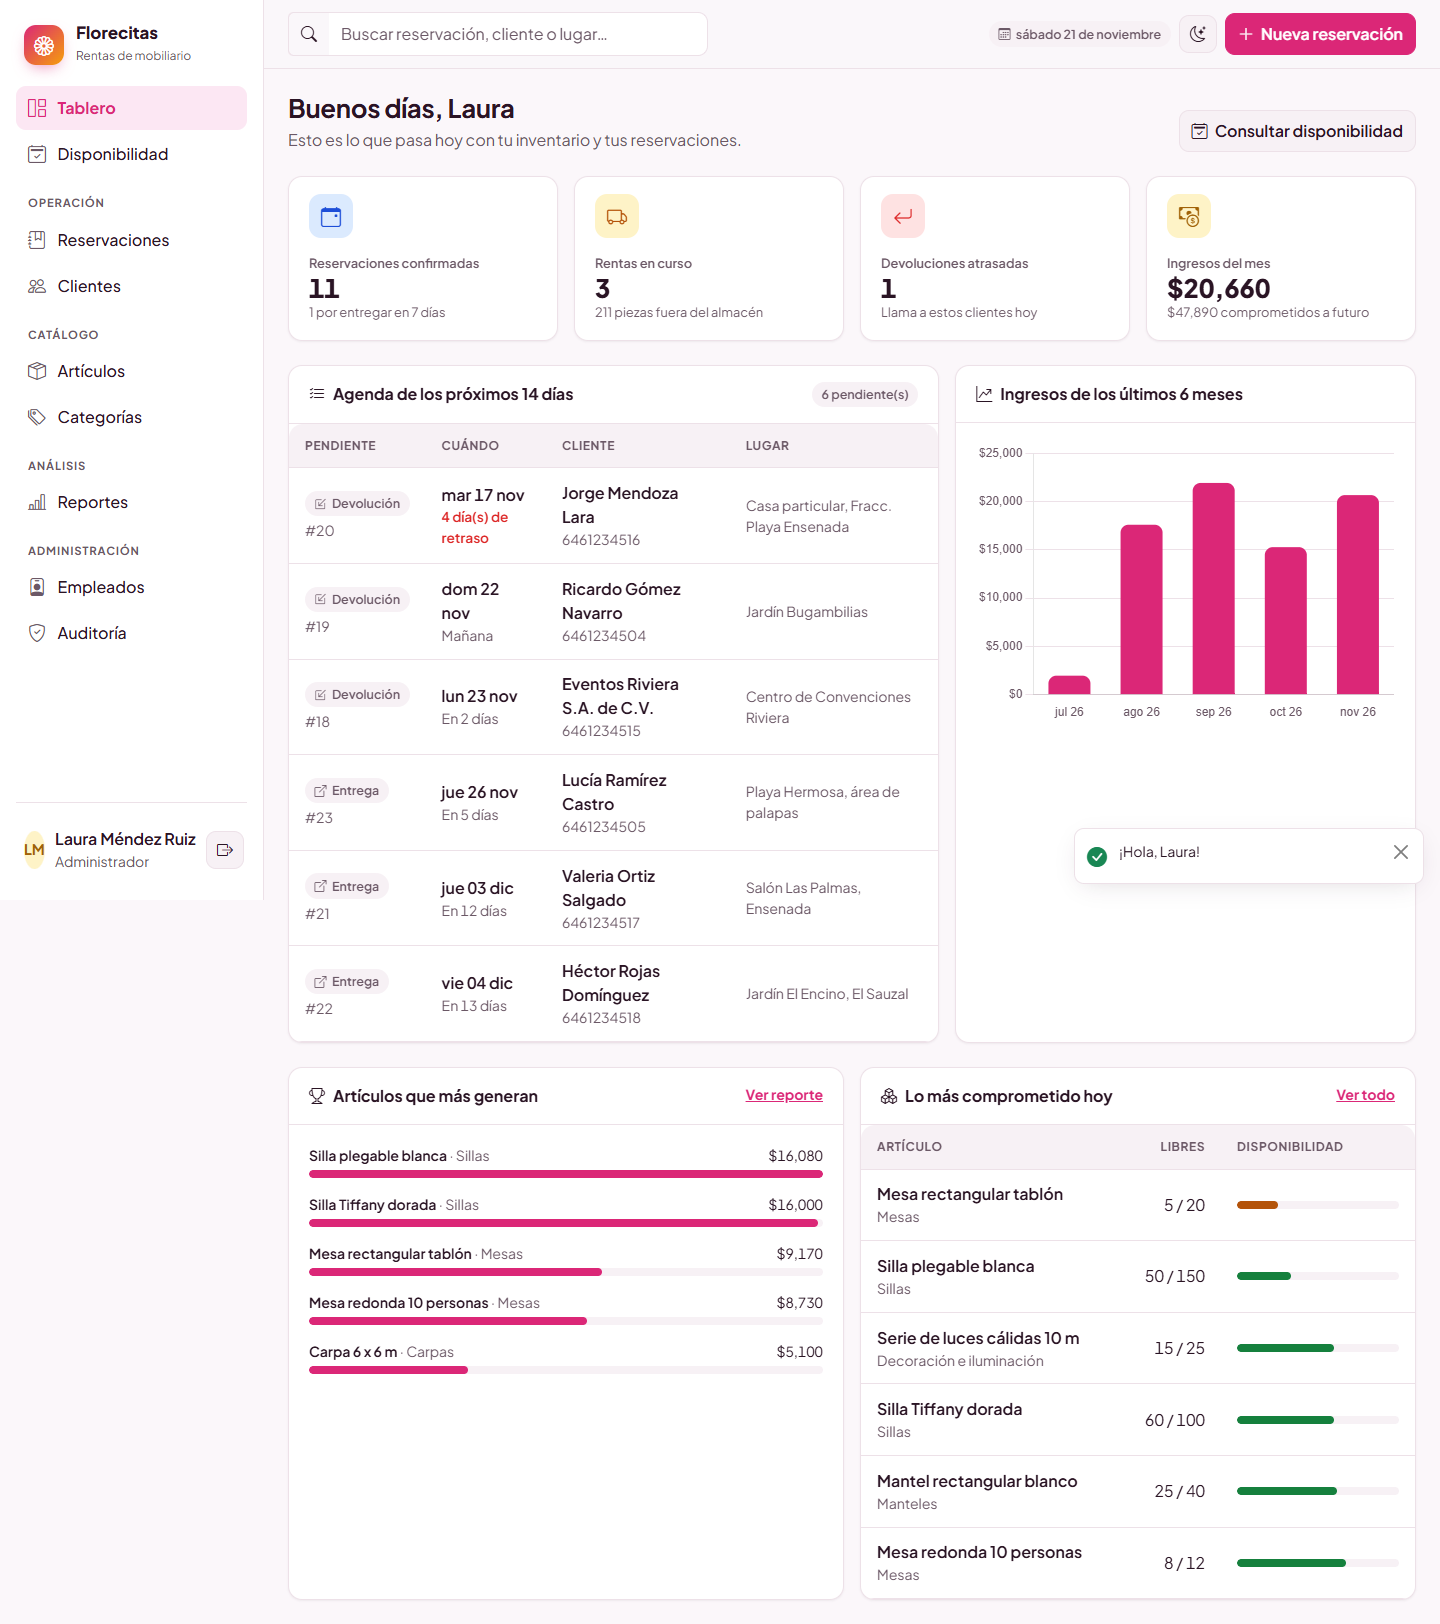 Florecitas
Rentas de mobiliario
Tablero
Disponibilidad
OPERACIÓN
Reservaciones
Clientes
CATÁLOGO
Artículos
Categorías
ANÁLISIS
Reportes
ADMINISTRACIÓN
Empleados
Auditoría
LM
Laura Méndez Ruiz
Administrador
Buscar reservación, cliente o lugar...
sábado 21 de noviembre
Nueva reservación
Buenos días, Laura
Esto es lo que pasa hoy con tu inventario y tus reservaciones.
Consultar disponibilidad
Reservaciones confirmadas
11
1 por entregar en 7 días
Rentas en curso
3
211 piezas fuera del almacén
Devoluciones atrasadas
1
Llama a estos clientes hoy
Ingresos del mes
$20,660
$47,890 comprometidos a futuro
Agenda de los próximos 14 días
6 pendiente(s)
PENDIENTE CUÁNDO CLIENTE LUGAR
Devolución
#20
mar 17 nov
4 día(s) de
retraso
Jorge Mendoza
Lara
6461234516
Casa particular, Fracc.
Playa Ensenada
Devolución
#19
dom 22
nov
Mañana
Ricardo Gómez
Navarro
6461234504
Jardín Bugambilias
Devolución
#18
lun 23 nov
En 2 días
Eventos Riviera
S.A. de C.V.
6461234515
Centro de Convenciones
Riviera
Entrega
#23
jue 26 nov
En 5 días
Lucía Ramírez
Castro
6461234505
Playa Hermosa, área de
palapas
Entrega
#21
jue 03 dic
En 12 días
Valeria Ortiz
Salgado
6461234517
Salón Las Palmas,
Ensenada
Entrega
#22
vie 04 dic
En 13 días
Héctor Rojas
Domínguez
6461234518
Jardín El Encino, El Sauzal
Ingresos de los últimos 6 meses
$25,000
$20,000
$15,000
$10,000
$5,000
$0
jul 26 ago 26 sep 26 oct 26 nov 26
¡Hola, Laura!
Artículos que más generan
Ver reporte
Silla plegable blanca · Sillas $16,080
Silla Tiffany dorada · Sillas $16,000
Mesa rectangular tablón · Mesas $9,170
Mesa redonda 10 personas · Mesas $8,730
Carpa 6 x 6 m · Carpas $5,100
Lo más comprometido hoy
Ver todo
ARTÍCULO LIBRES DISPONIBILIDAD
Mesa rectangular tablón
Mesas
5 / 20
Silla plegable blanca
Sillas
50 / 150
Serie de luces cálidas 10 m
Decoración e iluminación
15 / 25
Silla Tiffany dorada
Sillas
60 / 100
Mantel rectangular blanco
Manteles
25 / 40
Mesa redonda 10 personas
Mesas
8 / 12